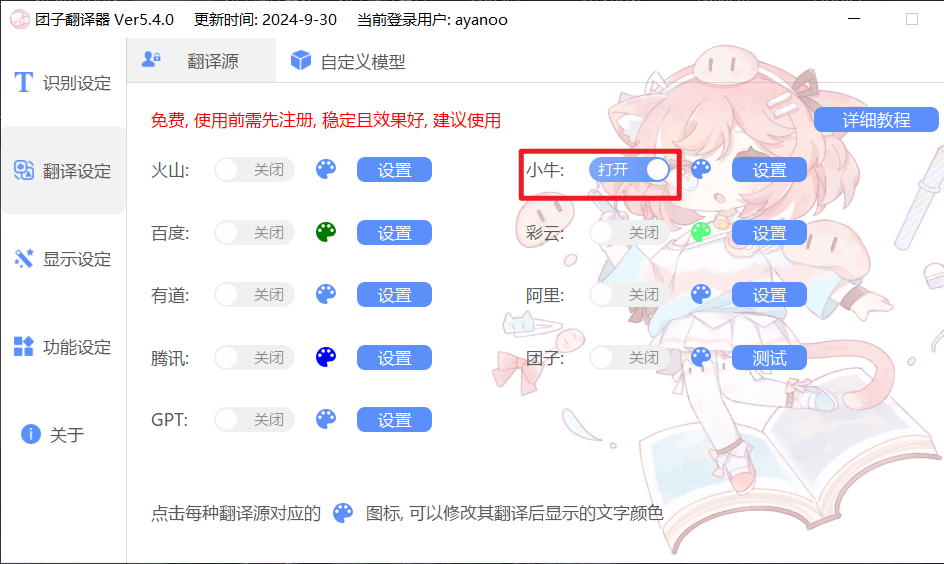 团子翻译器 Ver5.4.0 更新时间: 2024-9-30 当前登录用户: ayanoo
翻译源 自定义模型
识别设定
翻译设定
显示设定
功能设定
关于
免费, 使用前需先注册, 稳定且效果好, 建议使用
详细教程
火山: 关闭 设置 小牛: 打开 设置
百度: 关闭 设置 彩云: 关闭 设置
有道: 关闭 设置 阿里: 关闭 设置
腾讯: 关闭 设置 团子: 关闭 测试
GPT: 关闭 设置
点击每种翻译源对应的 图标, 可以修改其翻译后显示的文字颜色